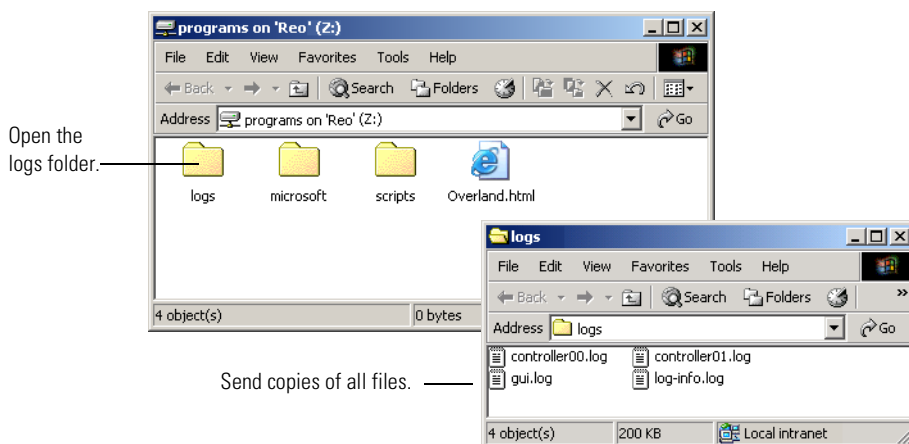 programs on 'Reo' (Z:)
File Edit View Favorites Tools Help
Back Search Folders
Address programs on 'Reo' (Z:) Go
Open the
logs folder.
logs microsoft scripts Overland.html
4 object(s) 0 bytes
logs
File Edit View Favorites Tools Help
Back Search Folders »
Address logs Go
controller00.log controller01.log
gui.log log-info.log
Send copies of all files.
4 object(s) 200 KB Local intranet